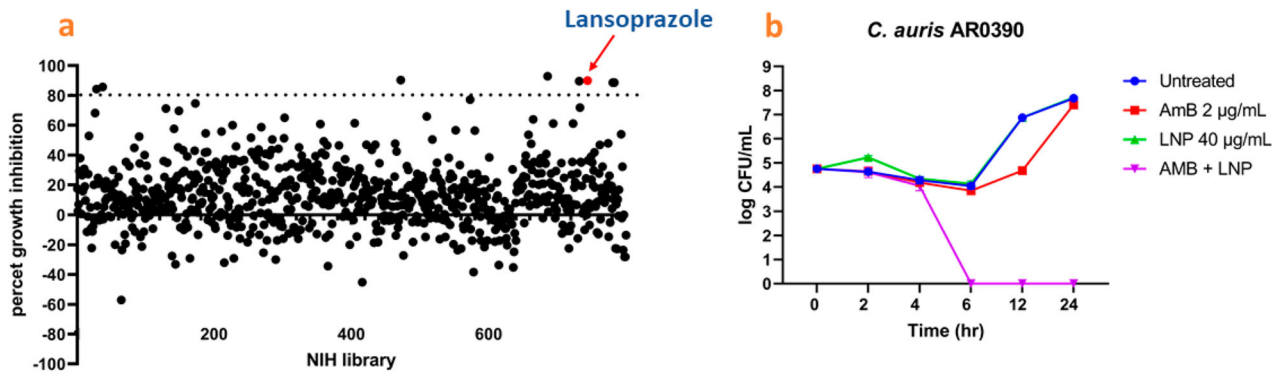 a
Lansoprazole
percet growth inhibition
100
80
60
40
20
0
-20
-40
-60
-80
-100
200
400
600
NIH library
b
C. auris AR0390
log CFU/mL
9
8
7
6
5
4
3
2
1
0
0 2 4 6 12 24
Time (hr)
Untreated
AmB 2 µg/mL
LNP 40 µg/mL
AMB + LNP